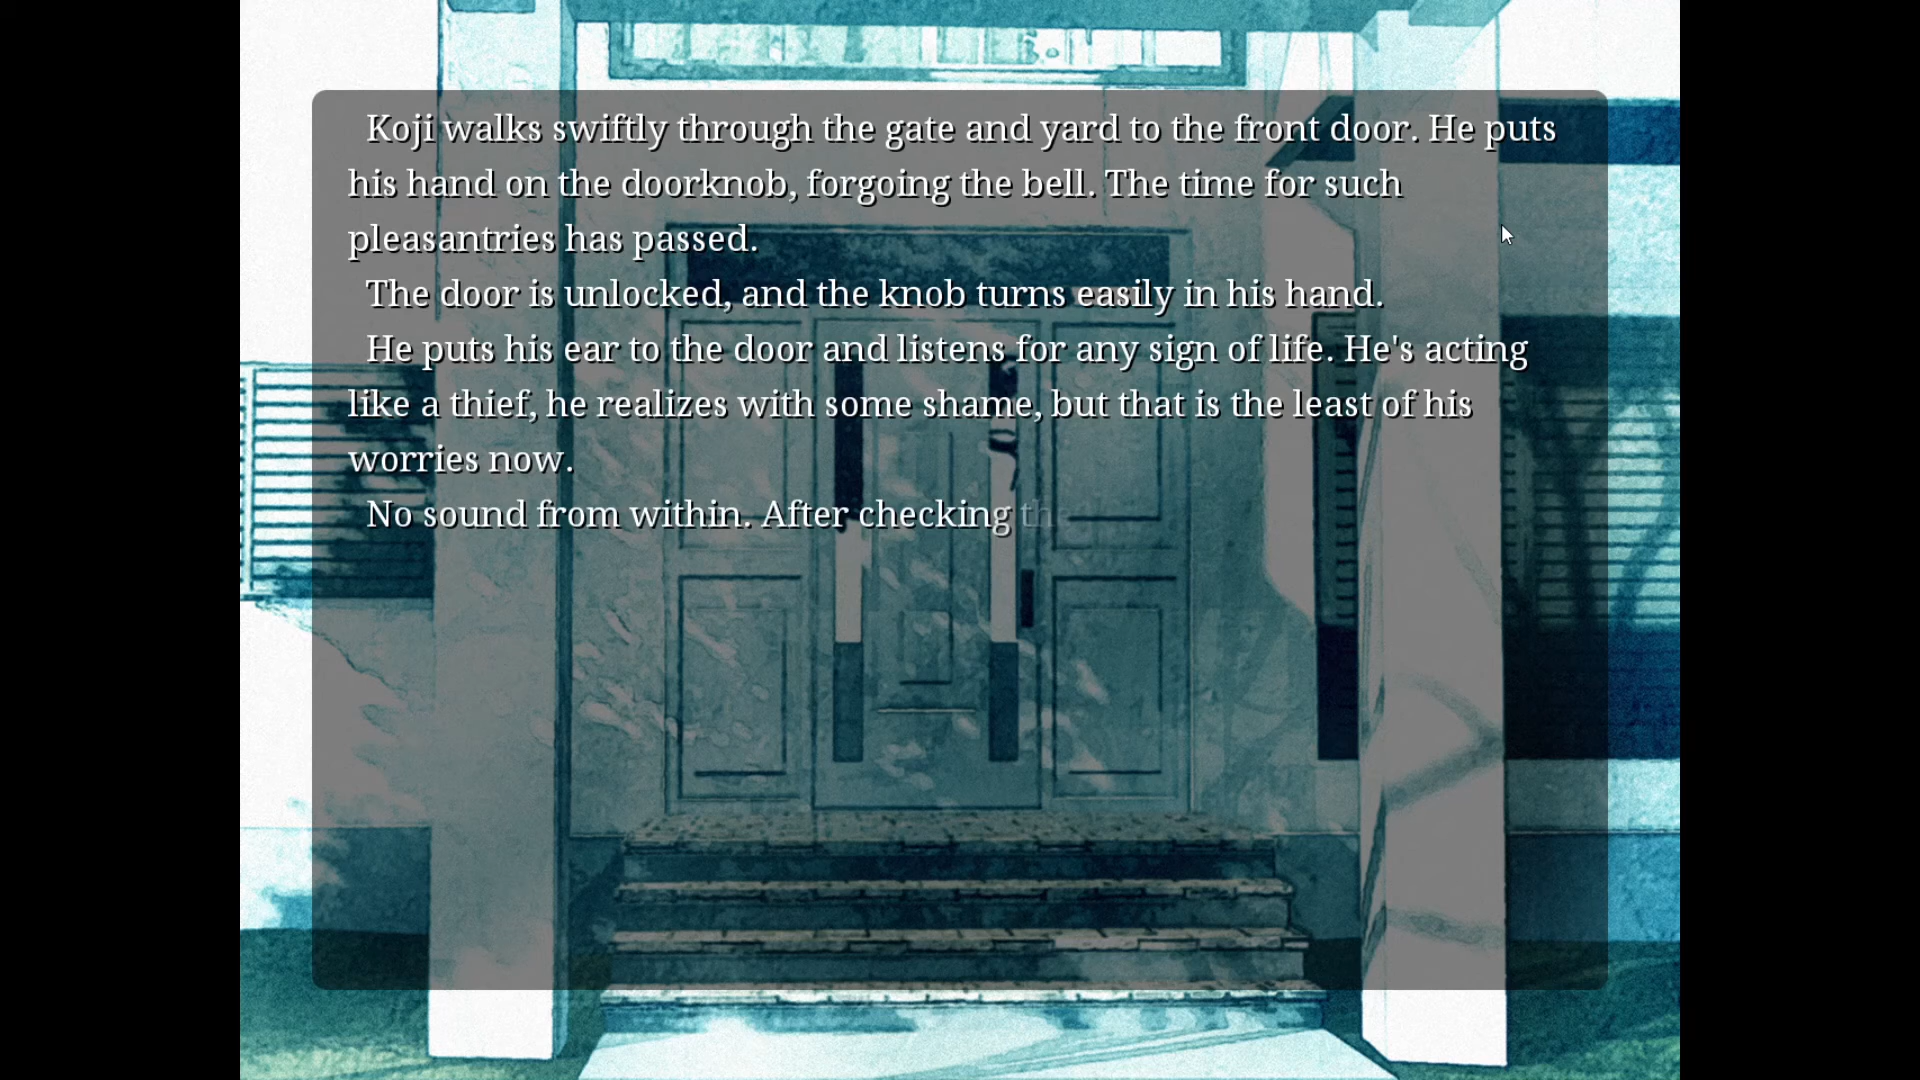 Koji walks swiftly through the gate and yard to the front door. He puts
his hand on the doorknob, forgoing the bell. The time for such
pleasantries has passed.
The door is unlocked, and the knob turns easily in his hand.
He puts his ear to the door and listens for any sign of life. He's acting
like a thief, he realizes with some shame, but that is the least of his
worries now.
No sound from within. After checking